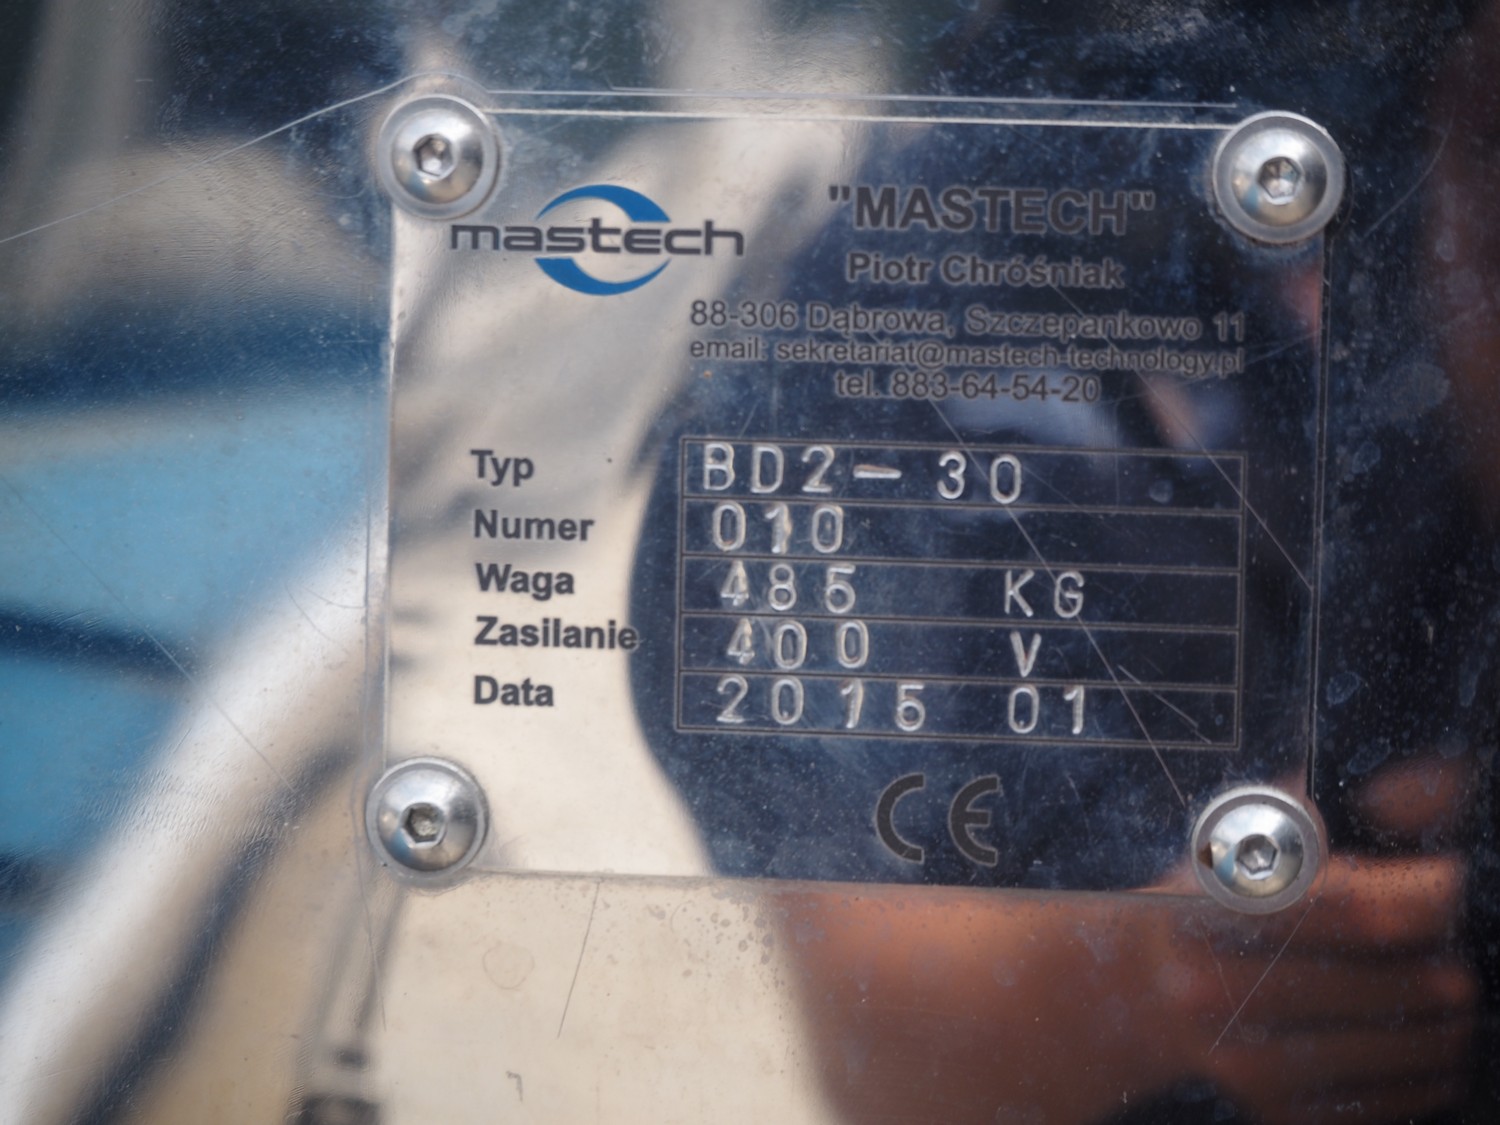 mastech
"MASTECH"
Piotr Chróśniak
88-306 Dąbrowa, Szczepankowo 11
email: sekretariat@mastech-technology.pl
tel. 883-64-54-20
Typ BD2-30
Numer 010
Waga 485 KG
Zasilanie 400 V
Data 2015 01
CE